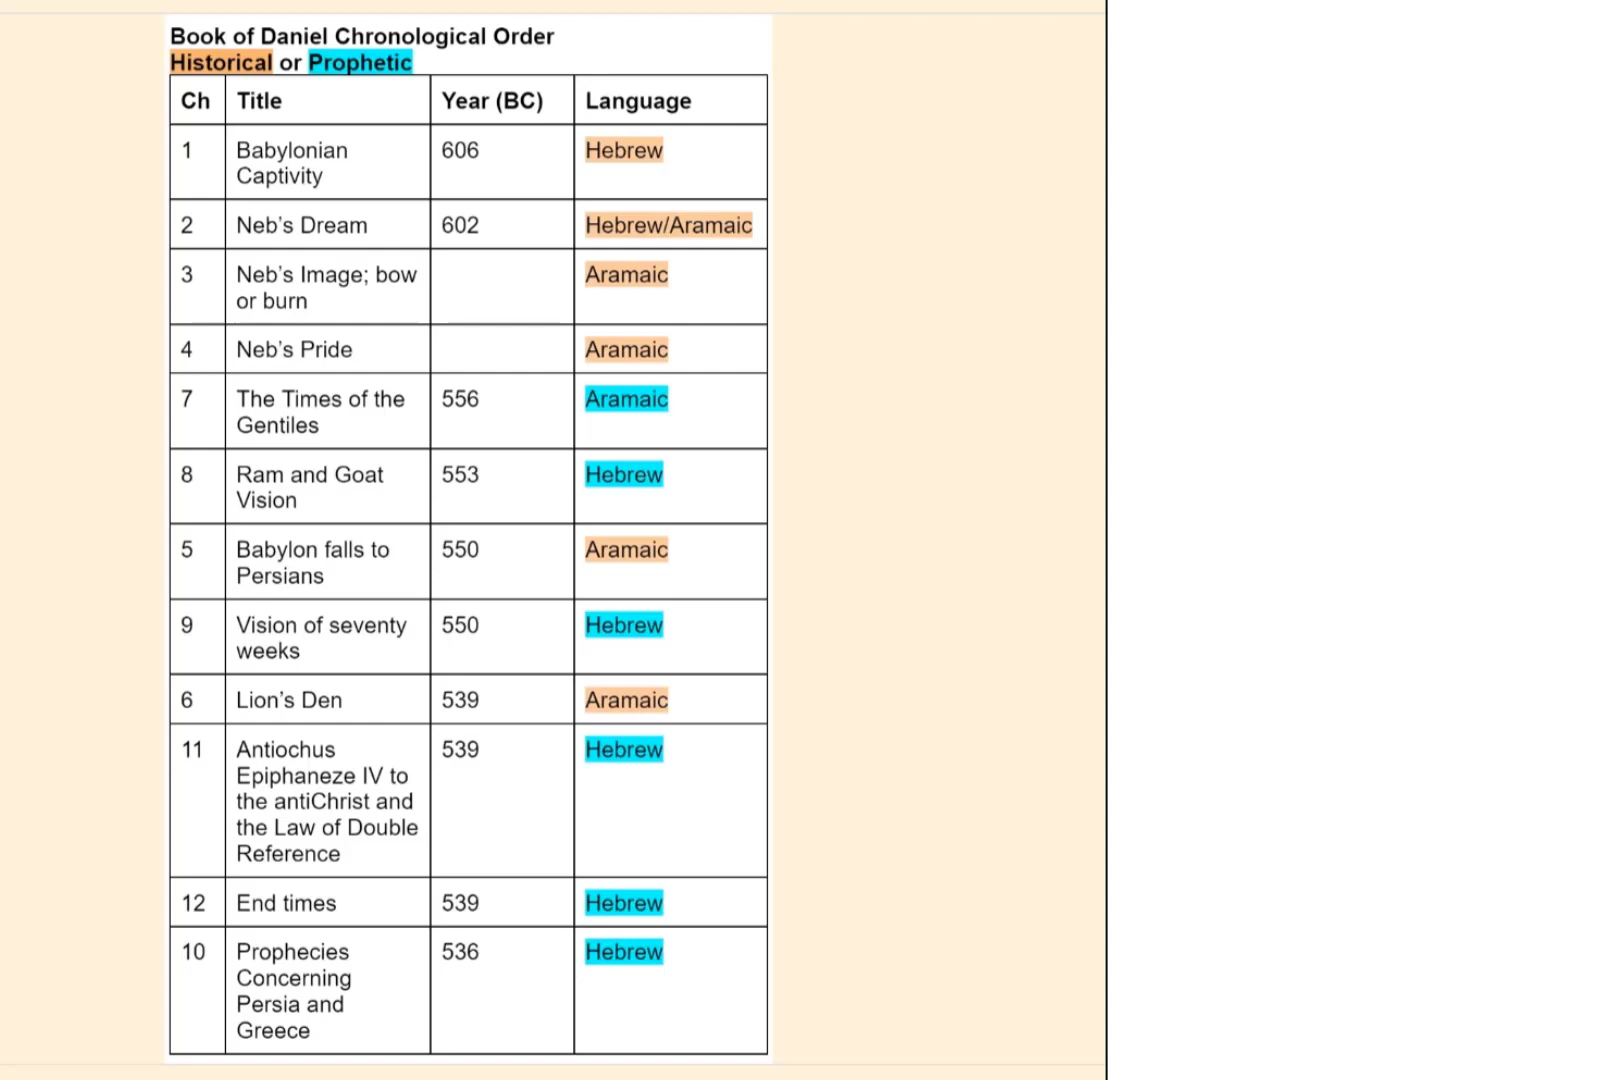 Book of Daniel Chronological Order
Historical or Prophetic
Ch Title Year (BC) Language
1 Babylonian Captivity 606 Hebrew
2 Neb's Dream 602 Hebrew/Aramaic
3 Neb's Image; bow or burn Aramaic
4 Neb's Pride Aramaic
7 The Times of the Gentiles 556 Aramaic
8 Ram and Goat Vision 553 Hebrew
5 Babylon falls to Persians 550 Aramaic
9 Vision of seventy weeks 550 Hebrew
6 Lion's Den 539 Aramaic
11 Antiochus Epiphaneze IV to the antiChrist and the Law of Double Reference 539 Hebrew
12 End times 539 Hebrew
10 Prophecies Concerning Persia and Greece 536 Hebrew